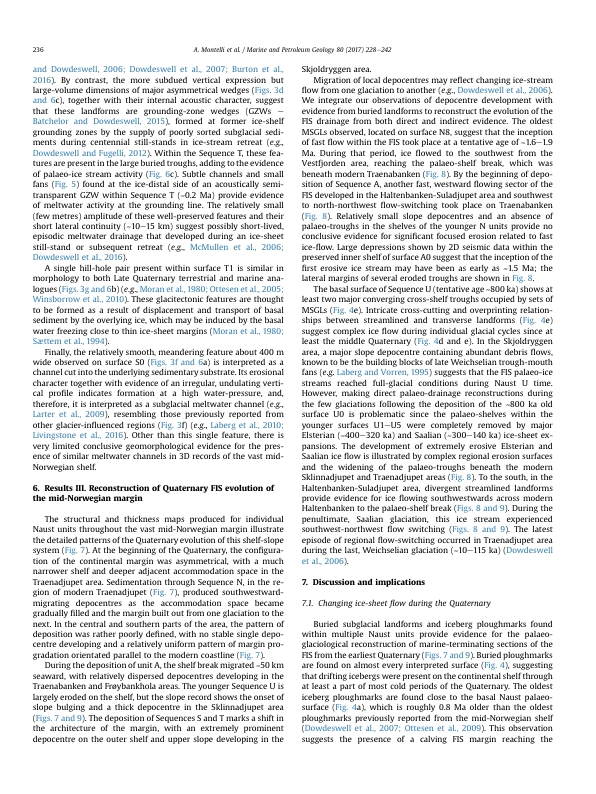 236
A. Montelli et al. / Marine and Petroleum Geology 80 (2017) 228–242
and Dowdeswell, 2006; Dowdeswell et al., 2007; Burton et al.,
2016). By contrast, the more subdued vertical expression but
large-volume dimensions of major asymmetrical wedges (Figs. 3d
and 6c), together with their internal acoustic character, suggest
that these landforms are grounding-zone wedges (GZWs –
Batchelor and Dowdeswell, 2015), formed at former ice-shelf
grounding zones by the supply of poorly sorted subglacial sedi-
ments during centennial still-stands in ice-stream retreat (e.g.,
Dowdeswell and Fugelli, 2012). Within the Sequence T, these fea-
tures are present in the large buried troughs, adding to the evidence
of palaeo-ice stream activity (Fig. 6c). Subtle channels and small
fans (Fig. 5) found at the ice-distal side of an acoustically semi-
transparent GZW within Sequence T (~0.2 Ma) provide evidence
of meltwater activity at the grounding line. The relatively small
(few metres) amplitude of these well-preserved features and their
short lateral continuity (~10–15 km) suggest possibly short-lived,
episodic meltwater drainage that developed during an ice-sheet
still-stand or subsequent retreat (e.g., McMullen et al., 2006;
Dowdeswell et al., 2016).
A single hill-hole pair present within surface T1 is similar in
morphology to both Late Quaternary terrestrial and marine ana-
logues (Figs. 3g and 6b) (e.g., Moran et al., 1980; Ottesen et al., 2005;
Winsborrow et al., 2010). These glacitectonic features are thought
to be formed as a result of displacement and transport of basal
sediment by the overlying ice, which may be induced by the basal
water freezing close to thin ice-sheet margins (Moran et al., 1980;
Sættem et al., 1994).
Finally, the relatively smooth, meandering feature about 400 m
wide observed on surface S0 (Figs. 3f and 6a) is interpreted as a
channel cut into the underlying sedimentary substrate. Its erosional
character together with evidence of an irregular, undulating verti-
cal profile indicates formation at a high water-pressure, and,
therefore, it is interpreted as a subglacial meltwater channel (e.g.,
Larter et al., 2009), resembling those previously reported from
other glacier-influenced regions (Fig. 3f) (e.g., Laberg et al., 2010;
Livingstone et al., 2016). Other than this single feature, there is
very limited conclusive geomorphological evidence for the pres-
ence of similar meltwater channels in 3D records of the vast mid-
Norwegian shelf.
6. Results III. Reconstruction of Quaternary FIS evolution of
the mid-Norwegian margin
The structural and thickness maps produced for individual
Naust units throughout the vast mid-Norwegian margin illustrate
the detailed patterns of the Quaternary evolution of this shelf-slope
system (Fig. 7). At the beginning of the Quaternary, the configura-
tion of the continental margin was asymmetrical, with a much
narrower shelf and deeper adjacent accommodation space in the
Traenadjupet area. Sedimentation through Sequence N, in the re-
gion of modern Traenadjupet (Fig. 7), produced southwestward-
migrating depocentres as the accommodation space became
gradually filled and the margin built out from one glaciation to the
next. In the central and southern parts of the area, the pattern of
deposition was rather poorly defined, with no stable single depo-
centre developing and a relatively uniform pattern of margin pro-
gradation orientated parallel to the modern coastline (Fig. 7).
During the deposition of unit A, the shelf break migrated ~50 km
seaward, with relatively dispersed depocentres developing in the
Traenabanken and Frøybankhola areas. The younger Sequence U is
largely eroded on the shelf, but the slope record shows the onset of
slope bulging and a thick depocentre in the Sklinnadjupet area
(Figs. 7 and 9). The deposition of Sequences S and T marks a shift in
the architecture of the margin, with an extremely prominent
depocentre on the outer shelf and upper slope developing in the
Skjoldryggen area.
Migration of local depocentres may reflect changing ice-stream
flow from one glaciation to another (e.g., Dowdeswell et al., 2006).
We integrate our observations of depocentre development with
evidence from buried landforms to reconstruct the evolution of the
FIS drainage from both direct and indirect evidence. The oldest
MSGLs observed, located on surface N8, suggest that the inception
of fast flow within the FIS took place at a tentative age of ~1.6–1.9
Ma. During that period, ice flowed to the southwest from the
Vestfjorden area, reaching the palaeo-shelf break, which was
beneath modern Traenabanken (Fig. 8). By the beginning of depo-
sition of Sequence A, another fast, westward flowing sector of the
FIS developed in the Haltenbanken-Suladjupet area and southwest
to north-northwest flow-switching took place on Traenabanken
(Fig. 8). Relatively small slope depocentres and an absence of
palaeo-troughs in the shelves of the younger N units provide no
conclusive evidence for significant focused erosion related to fast
ice-flow. Large depressions shown by 2D seismic data within the
preserved inner shelf of surface A0 suggest that the inception of the
first erosive ice stream may have been as early as ~1.5 Ma; the
lateral margins of several eroded troughs are shown in Fig. 8.
The basal surface of Sequence U (tentative age ~800 ka) shows at
least two major converging cross-shelf troughs occupied by sets of
MSGLs (Fig. 4e). Intricate cross-cutting and overprinting relation-
ships between streamlined and transverse landforms (Fig. 4e)
suggest complex ice flow during individual glacial cycles since at
least the middle Quaternary (Fig. 4d and e). In the Skjoldryggen
area, a major slope depocentre containing abundant debris flows,
known to be the building blocks of late Weichselian trough-mouth
fans (e.g. Laberg and Vorren, 1995) suggests that the FIS palaeo-ice
streams reached full-glacial conditions during Naust U time.
However, making direct palaeo-drainage reconstructions during
the few glaciations following the deposition of the ~800 ka old
surface U0 is problematic since the palaeo-shelves within the
younger surfaces U1–U5 were completely removed by major
Elsterian (~400–320 ka) and Saalian (~300–140 ka) ice-sheet ex-
pansions. The development of extremely erosive Elsterian and
Saalian ice flow is illustrated by complex regional erosion surfaces
and the widening of the palaeo-troughs beneath the modern
Sklinnadjupet and Traenadjupet areas (Fig. 8). To the south, in the
Haltenbanken-Suladjupet area, divergent streamlined landforms
provide evidence for ice flowing southwestwards across modern
Haltenbanken to the palaeo-shelf break (Figs. 8 and 9). During the
penultimate, Saalian glaciation, this ice stream experienced
southwest-northwest flow switching (Figs. 8 and 9). The latest
episode of regional flow-switching occurred in Traenadjupet area
during the last, Weichselian glaciation (~10–115 ka) (Dowdeswell
et al., 2006).
7. Discussion and implications
7.1. Changing ice-sheet flow during the Quaternary
Buried subglacial landforms and iceberg ploughmarks found
within multiple Naust units provide evidence for the palaeo-
glaciological reconstruction of marine-terminating sections of the
FIS from the earliest Quaternary (Figs. 7 and 9). Buried ploughmarks
are found on almost every interpreted surface (Fig. 4), suggesting
that drifting icebergs were present on the continental shelf through
at least a part of most cold periods of the Quaternary. The oldest
iceberg ploughmarks are found close to the basal Naust palaeo-
surface (Fig. 4a), which is roughly 0.8 Ma older than the oldest
ploughmarks previously reported from the mid-Norwegian shelf
(Dowdeswell et al., 2007; Ottesen et al., 2009). This observation
suggests the presence of a calving FIS margin reaching the